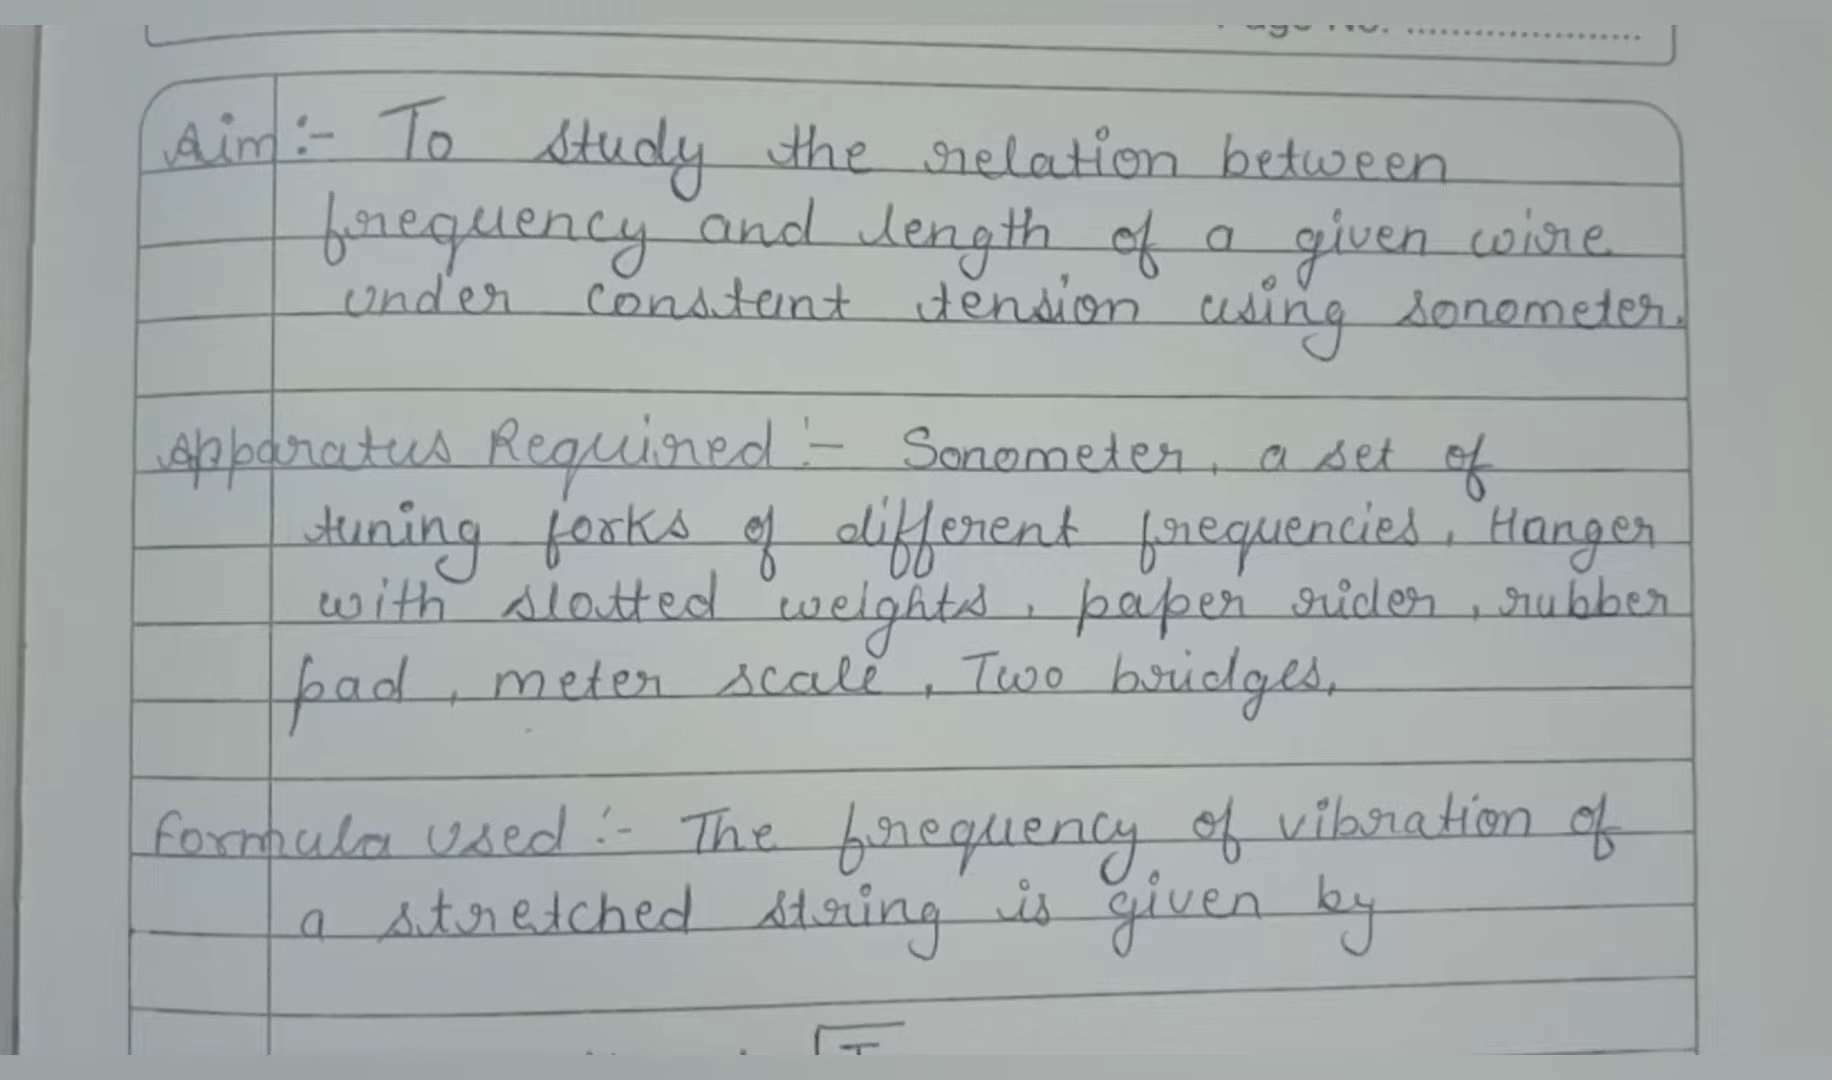 Page No. ........................
Aim :- To study the relation between
frequency and length of a given wire
under constant tension using sonometer.
Apparatus Required :- Sonometer, a set of
tuning forks of different frequencies, Hanger
with slotted weights, paper rider, rubber
pad, meter scale, Two bridges,
Formula Used :- The frequency of vibration of
a stretched string is given by